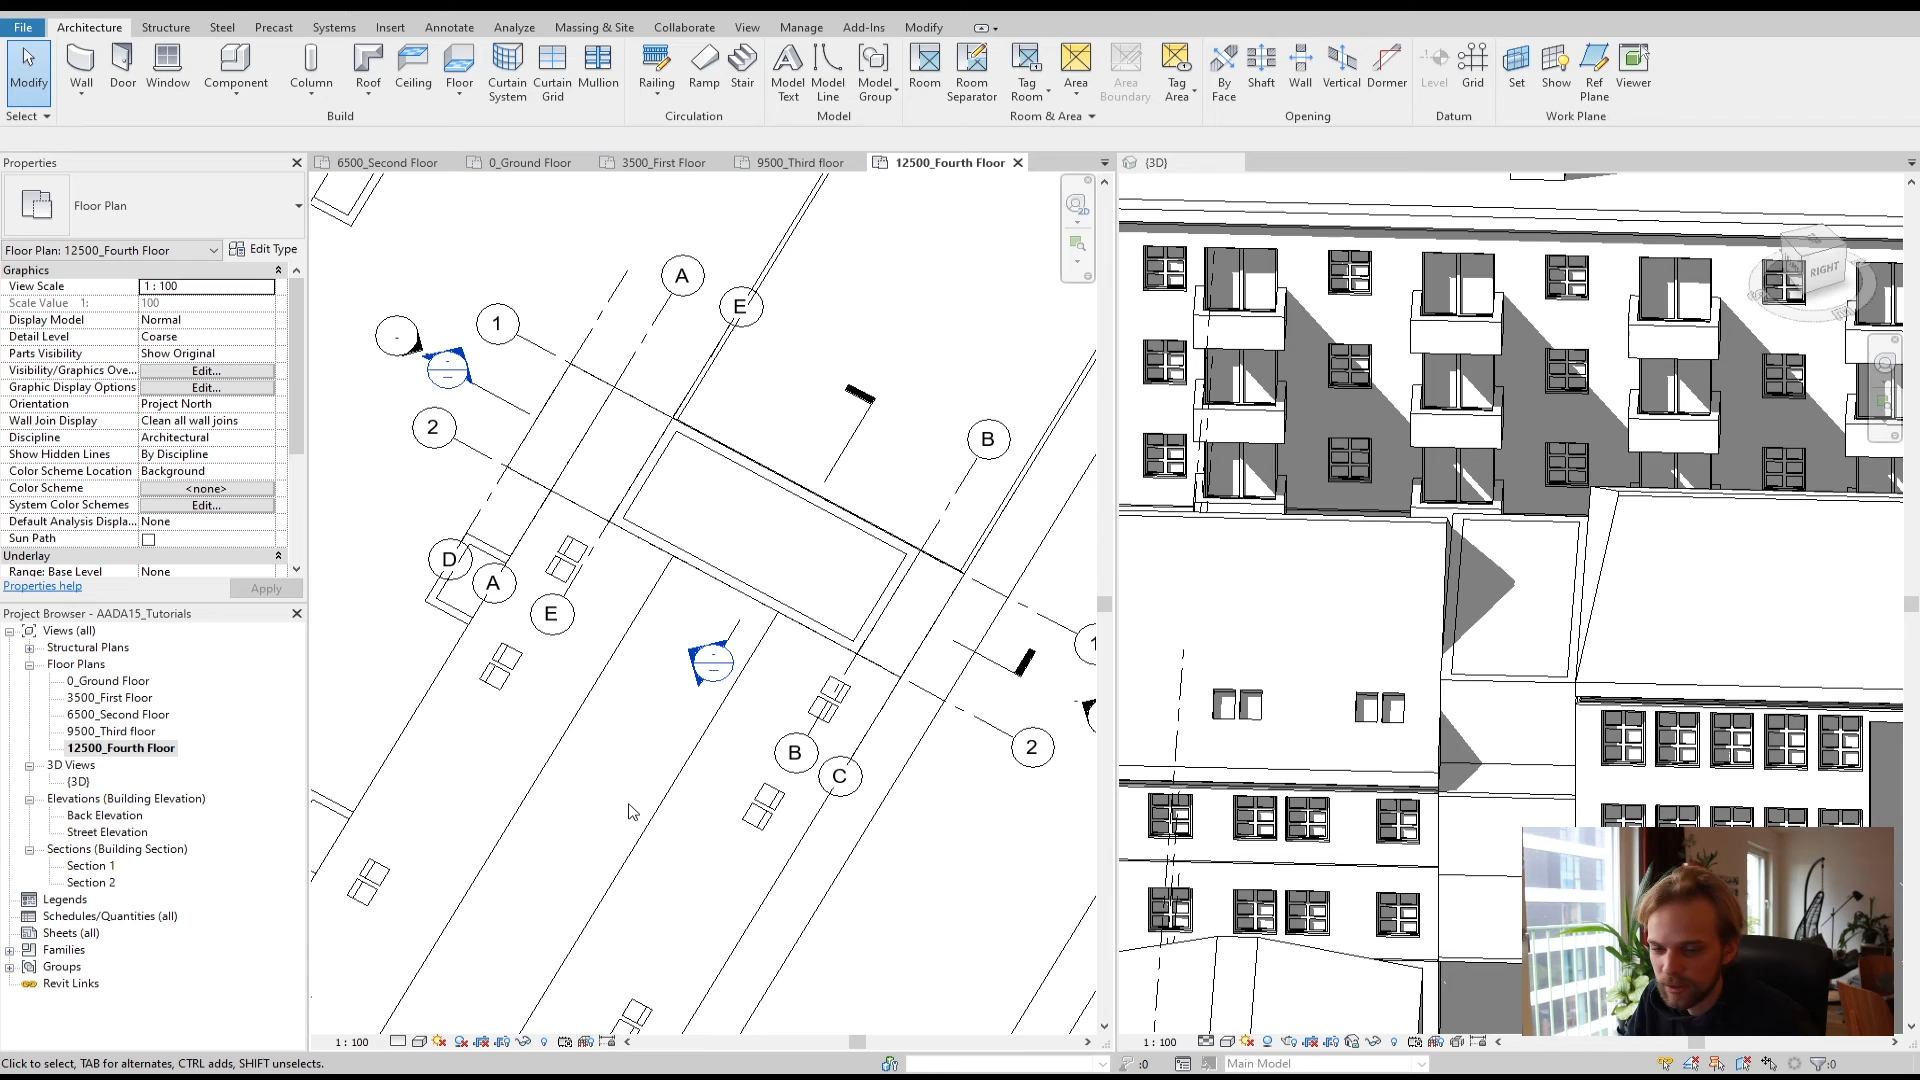 File Architecture Structure Steel Precast Systems Insert Annotate Analyze Massing & Site Collaborate View Manage Add-Ins Modify
Modify Wall Door Window Component Column Roof Ceiling Floor Curtain System Curtain Grid Mullion Railing Ramp Stair Model Text Model Line Model Group Room Room Separator Tag Room Area Area Boundary Tag Area By Face Shaft Wall Vertical Dormer Level Grid Set Show Ref Plane Viewer
Select Build Circulation Model Room & Area Opening Datum Work Plane
Properties
6500_Second Floor 0_Ground Floor 3500_First Floor 9500_Third floor 12500_Fourth Floor {3D}
Floor Plan
Floor Plan: 12500_Fourth Floor Edit Type
Graphics
View Scale 1 : 100
Scale Value 1: 100
Display Model Normal
Detail Level Coarse
Parts Visibility Show Original
Visibility/Graphics Ove... Edit...
Graphic Display Options Edit...
Orientation Project North
Wall Join Display Clean all wall joins
Discipline Architectural
Show Hidden Lines By Discipline
Color Scheme Location Background
Color Scheme <none>
System Color Schemes Edit...
Default Analysis Displa... None
Sun Path
Underlay
Range: Base Level None
Properties help Apply
Project Browser - AADA15_Tutorials
Views (all)
Structural Plans
Floor Plans
0_Ground Floor
3500_First Floor
6500_Second Floor
9500_Third floor
12500_Fourth Floor
3D Views
{3D}
Elevations (Building Elevation)
Back Elevation
Street Elevation
Sections (Building Section)
Section 1
Section 2
Legends
Schedules/Quantities (all)
Sheets (all)
Families
Groups
Revit Links
2D
A
E
1
2
B
D
A
E
1
2
B
C
RIGHT
1 : 100
1 : 100
Click to select, TAB for alternates, CTRL adds, SHIFT unselects. :0 Main Model :0